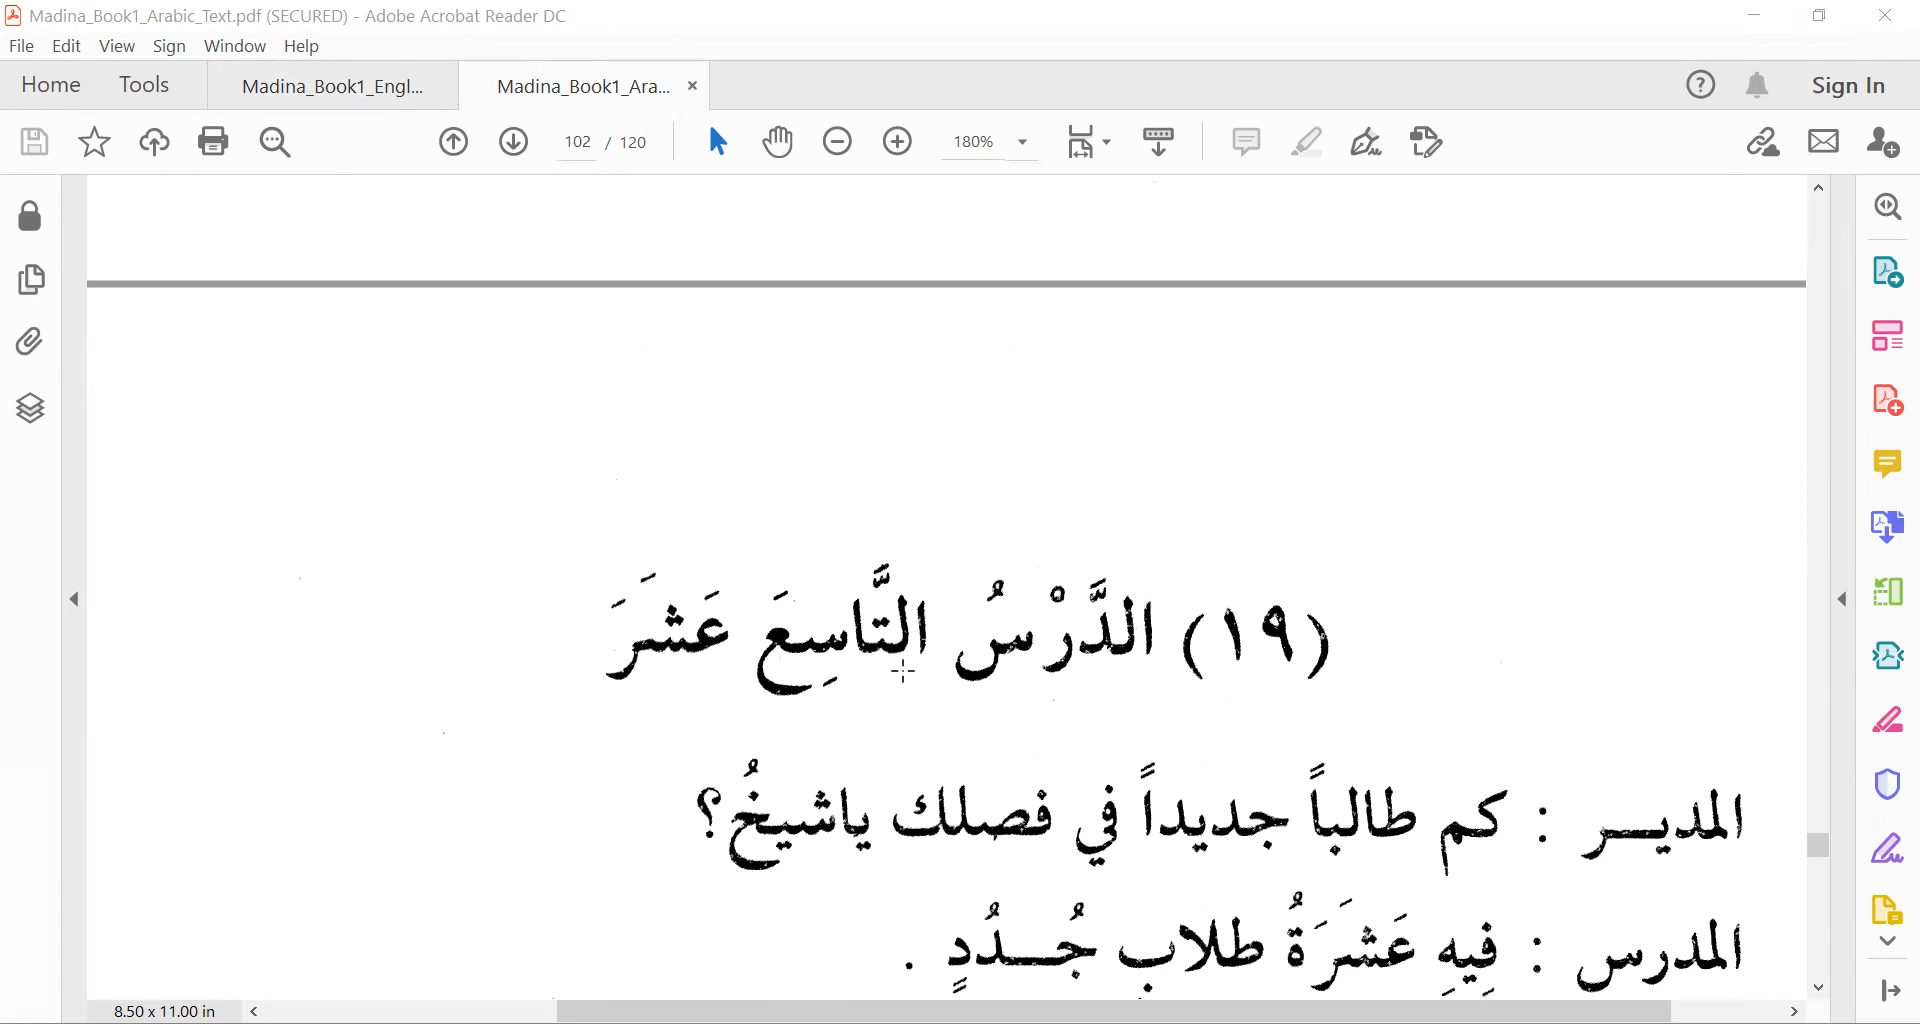 Madina_Book1_Arabic_Text.pdf (SECURED) - Adobe Acrobat Reader DC
File Edit View Sign Window Help
Home Tools Madina_Book1_Engl... Madina_Book1_Ara... × Sign In
102 / 120 180%
(١٩) الدَّرْسُ التَّاسِعَ عَشَرَ
المديـــر : كم طالباً جديداً في فصلك ياشيخُ؟
المدرس : فِيهِ عَشَرَةُ طلابٍ جُـــدُدٍ .
8.50 x 11.00 in